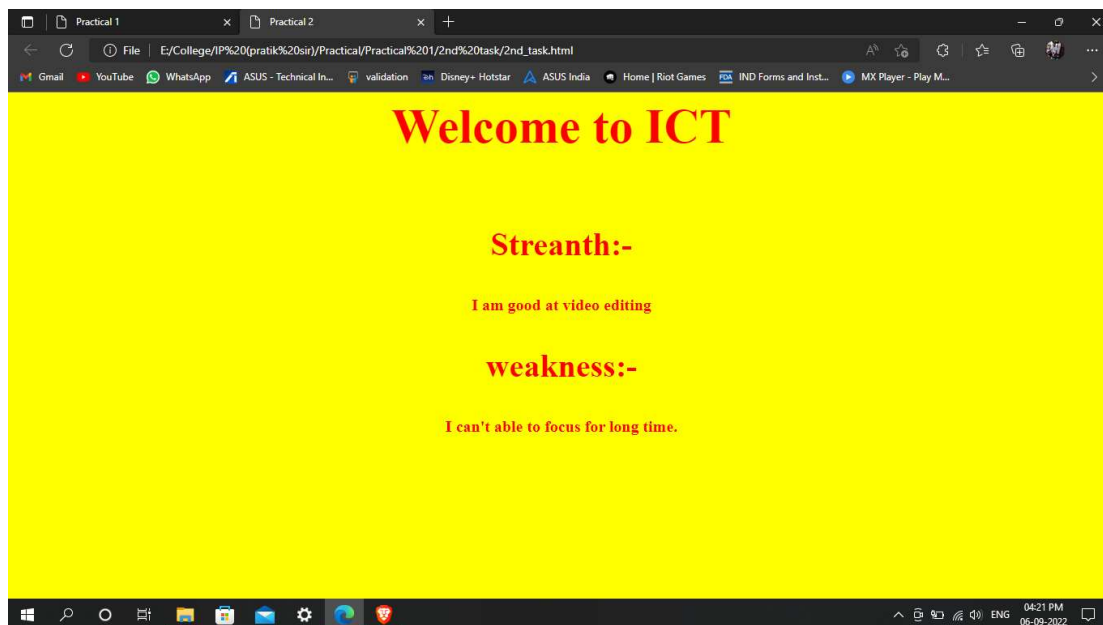 Practical 1
Practical 2
File
E:/College/IP%20(pratik%20sir)/Practical/Practical%201/2nd%20task/2nd_task.html
Gmail YouTube WhatsApp ASUS - Technical In... validation Disney+ Hotstar ASUS India Home | Riot Games IND Forms and Inst... MX Player - Play M...
Welcome to ICT
Streanth:-
I am good at video editing
weakness:-
I can't able to focus for long time.
ENG
04:21 PM
06-09-2022